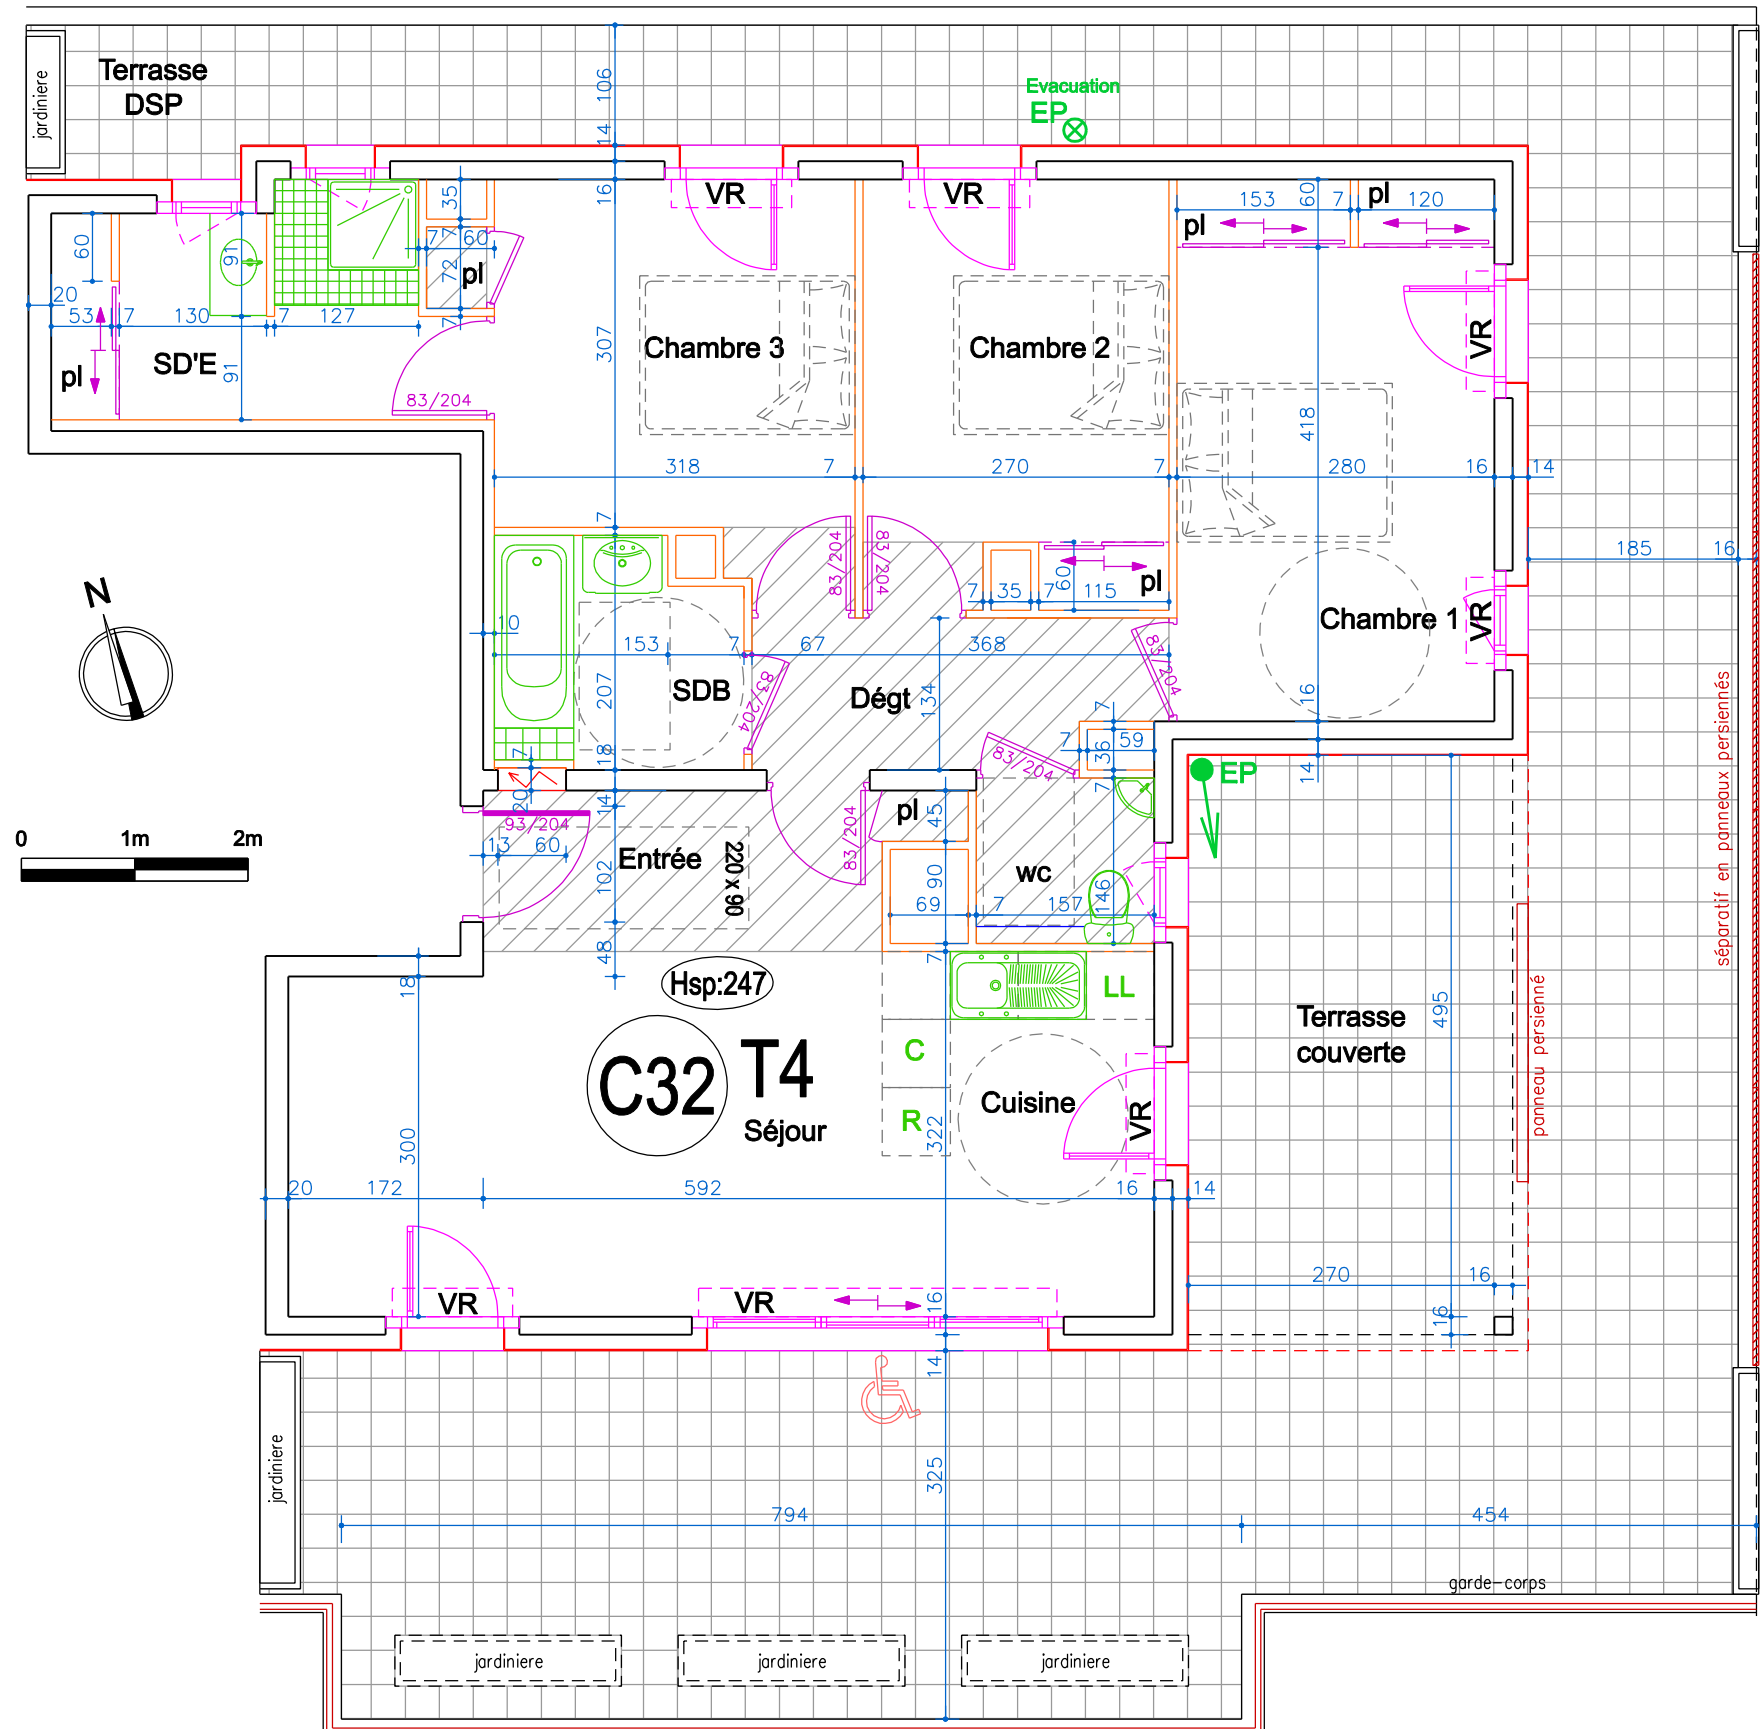 Terrasse
DSP
jardiniere
106
14
Evacuation
EP
16
35
VR
VR
153
60
7
pl
120
pl
60
91
7
60
77
72
pl
20
53
7
130
7
127
7
307
pl
SD'E
91
83/204
Chambre 3
Chambre 2
VR
418
318
7
270
7
280
16
14
7
83/204
83/204
60
pl
7
35
7
115
185
16
N
10
153
7
67
368
Chambre 1
VR
SDB
207
83/204
Dégt
134
83/204
16
séparatif en panneaux persiennés
7
18
7
36
59
7
83/204
7
14
EP
20
14
93/204
13
60
Entrée
102
220 x 90
83/204
pl
45
0
1m
2m
90
wc
69
7
157
146
48
7
18
Hsp:247
LL
C32
T4
Séjour
C
R
Cuisine
322
VR
Terrasse
couverte
495
panneau persienné
300
20
172
592
16
14
270
16
16
VR
VR
16
14
jardiniere
325
794
454
garde-corps
jardiniere
jardiniere
jardiniere